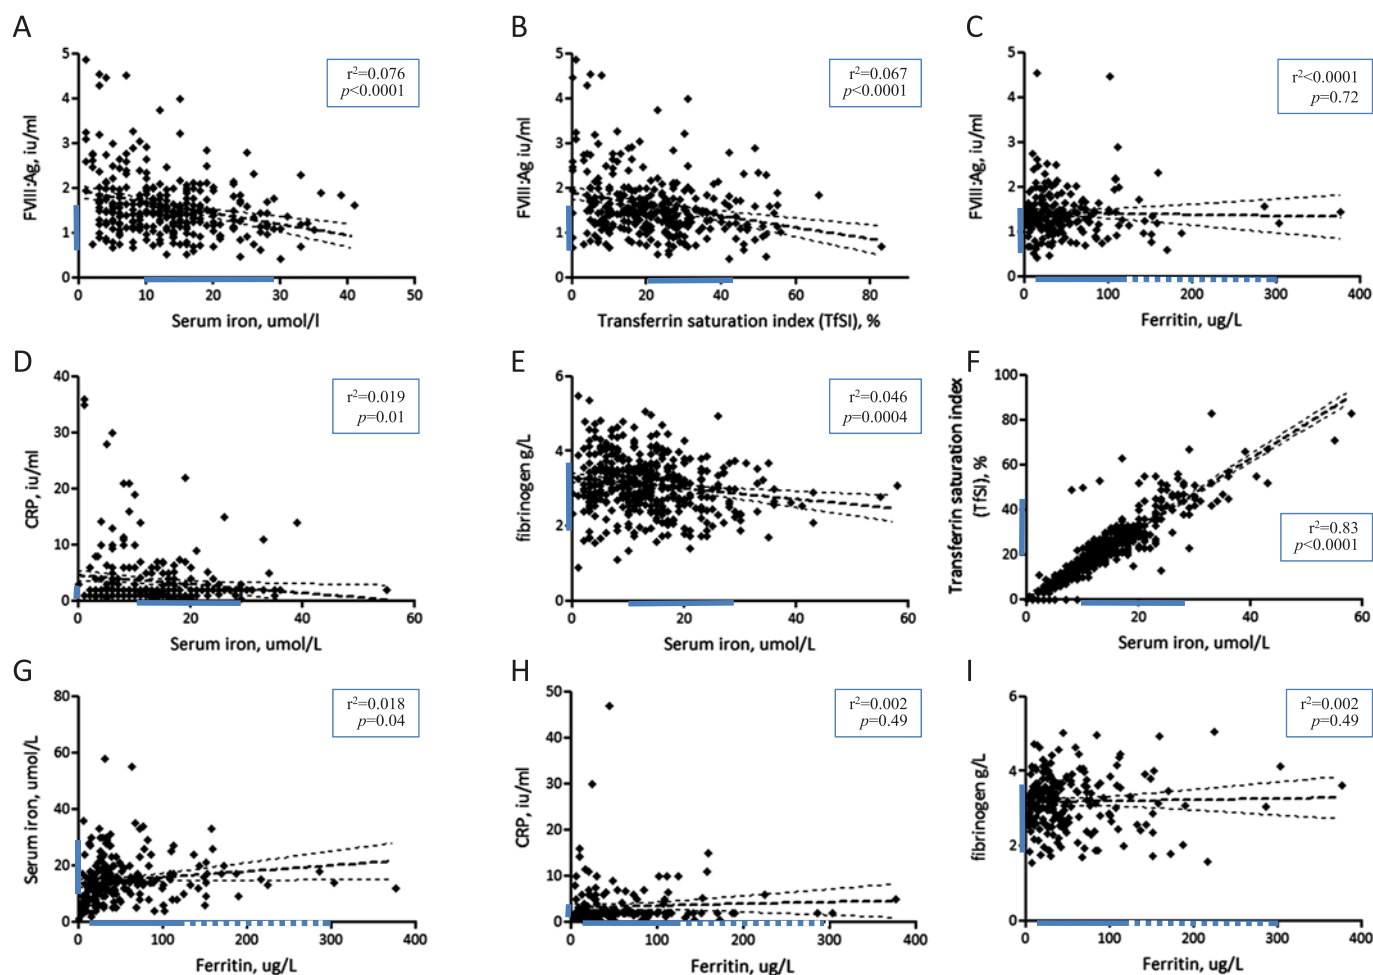 A
5
4
3
2
1
0
FVIII:Ag, iu/ml
r²=0.076
p<0.0001
0 10 20 30 40 50
Serum iron, umol/l
B
5
4
3
2
1
0
FVIII:Ag iu/ml
r²=0.067
p<0.0001
0 20 40 60 80
Transferrin saturation index (TfSI), %
C
5
4
3
2
1
0
FVIII:Ag, iu/ml
r²<0.0001
p=0.72
0 100 200 300 400
Ferritin, ug/L
D
40
30
20
10
0
CRP, iu/ml
r²=0.019
p=0.01
0 20 40 60
Serum iron, umol/L
E
6
4
2
0
fibrinogen g/L
r²=0.046
p=0.0004
0 20 40 60
Serum iron, umol/L
F
100
80
60
40
20
0
Transferrin saturation index
(TfSI), %
r²=0.83
p<0.0001
0 20 40 60
Serum iron, umol/L
G
80
60
40
20
0
Serum iron, umol/L
r²=0.018
p=0.04
0 100 200 300 400
Ferritin, ug/L
H
50
40
30
20
10
0
CRP, iu/ml
r²=0.002
p=0.49
0 100 200 300 400
Ferritin, ug/L
I
6
4
2
0
fibrinogen g/L
r²=0.002
p=0.49
0 100 200 300 400
Ferritin, ug/L